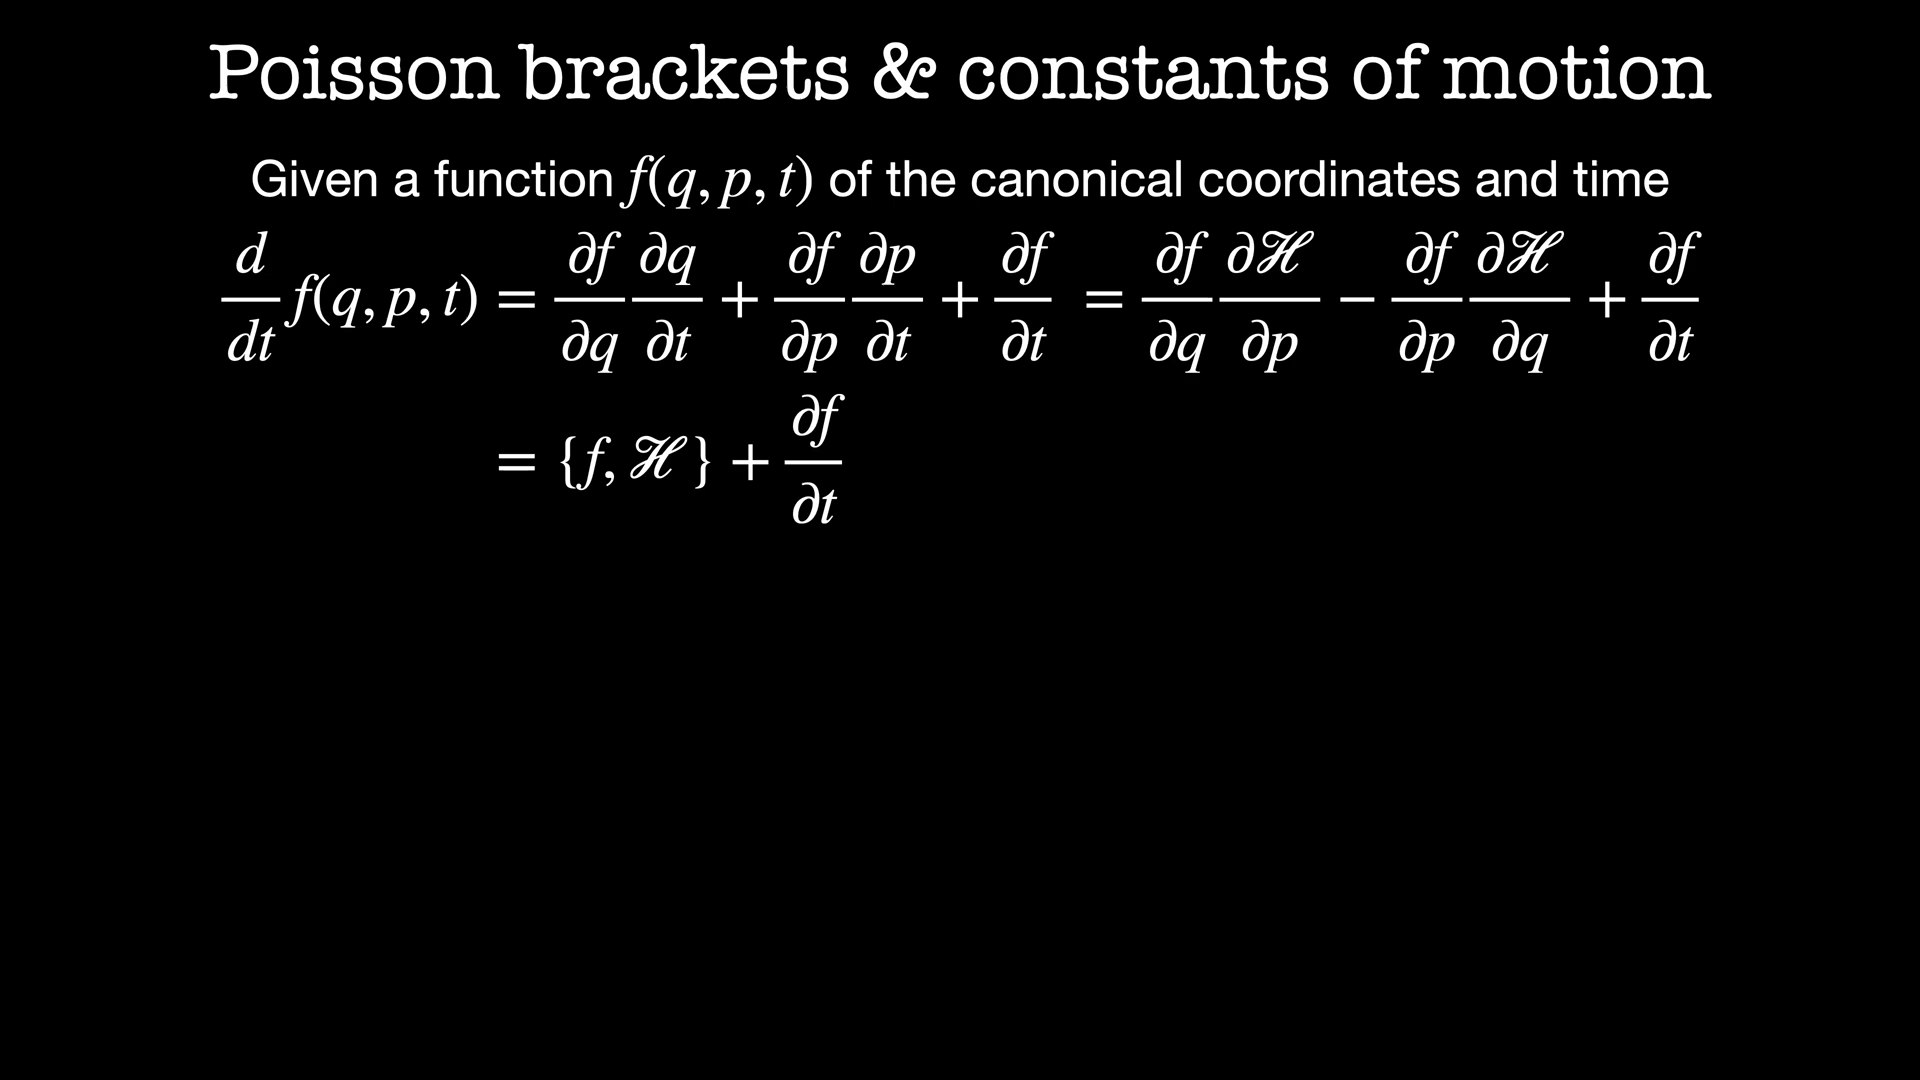 Poisson brackets & constants of motion
Given a function f(q, p, t) of the canonical coordinates and time
d/dt f(q, p, t) = ∂f/∂q ∂q/∂t + ∂f/∂p ∂p/∂t + ∂f/∂t = ∂f/∂q ∂ℋ/∂p − ∂f/∂p ∂ℋ/∂q + ∂f/∂t
= {f, ℋ} + ∂f/∂t